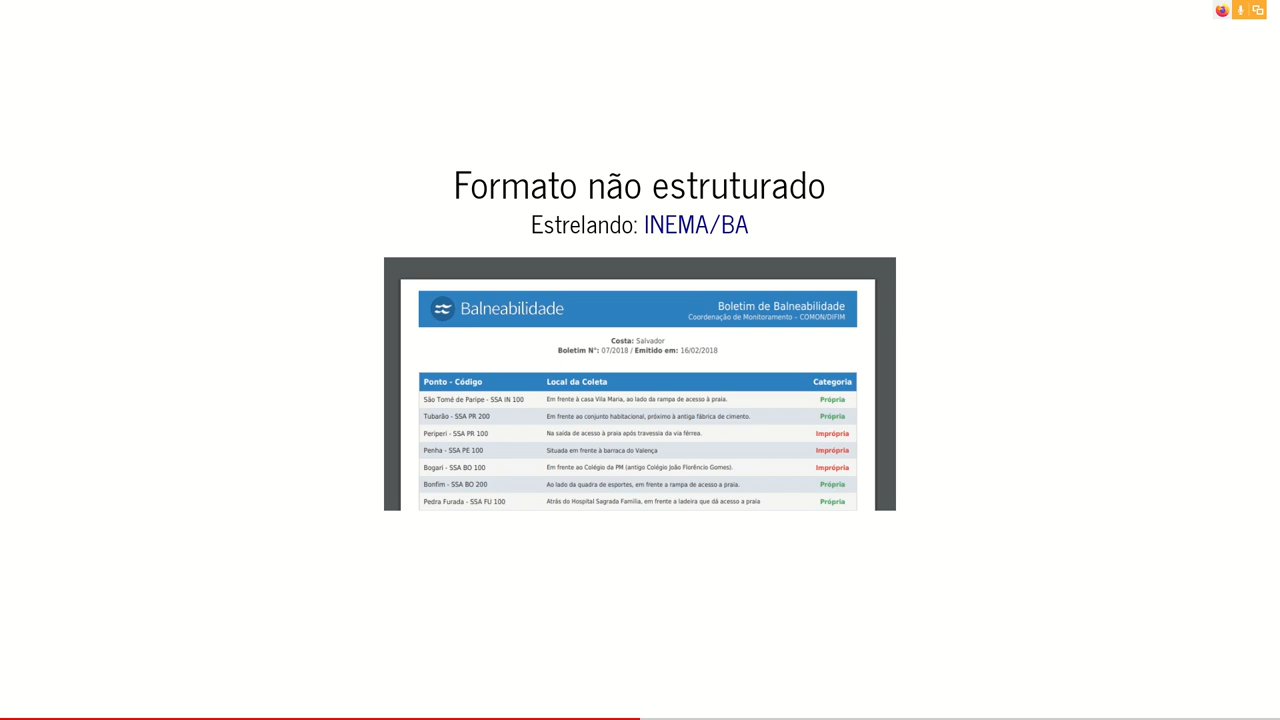 Formato não estruturado
Estrelando: INEMA/BA
Balneabilidade
Boletim de Balneabilidade
Coordenação de Monitoramento - COMON/DIFIM
Costa: Salvador
Boletim N°: 07/2018 / Emitido em: 16/02/2018
Ponto - Código Local da Coleta Categoria
São Tomé de Paripe - SSA IN 100 Em frente à casa Vila Maria, ao lado da rampa de acesso à praia. Própria
Tubarão - SSA PR 200 Em frente ao conjunto habitacional, próximo à antiga fábrica de cimento. Própria
Periperi - SSA PR 100 Na saída de acesso à praia após travessia da via férrea. Imprópria
Penha - SSA PE 100 Situada em frente à barraca do Valença Imprópria
Bogari - SSA BO 100 Em frente ao Colégio da PM (antigo Colégio João Florêncio Gomes). Imprópria
Bonfim - SSA BO 200 Ao lado da quadra de esportes, em frente a rampa de acesso a praia. Própria
Pedra Furada - SSA FU 100 Atrás do Hospital Sagrada Família, em frente a ladeira que dá acesso a praia Própria